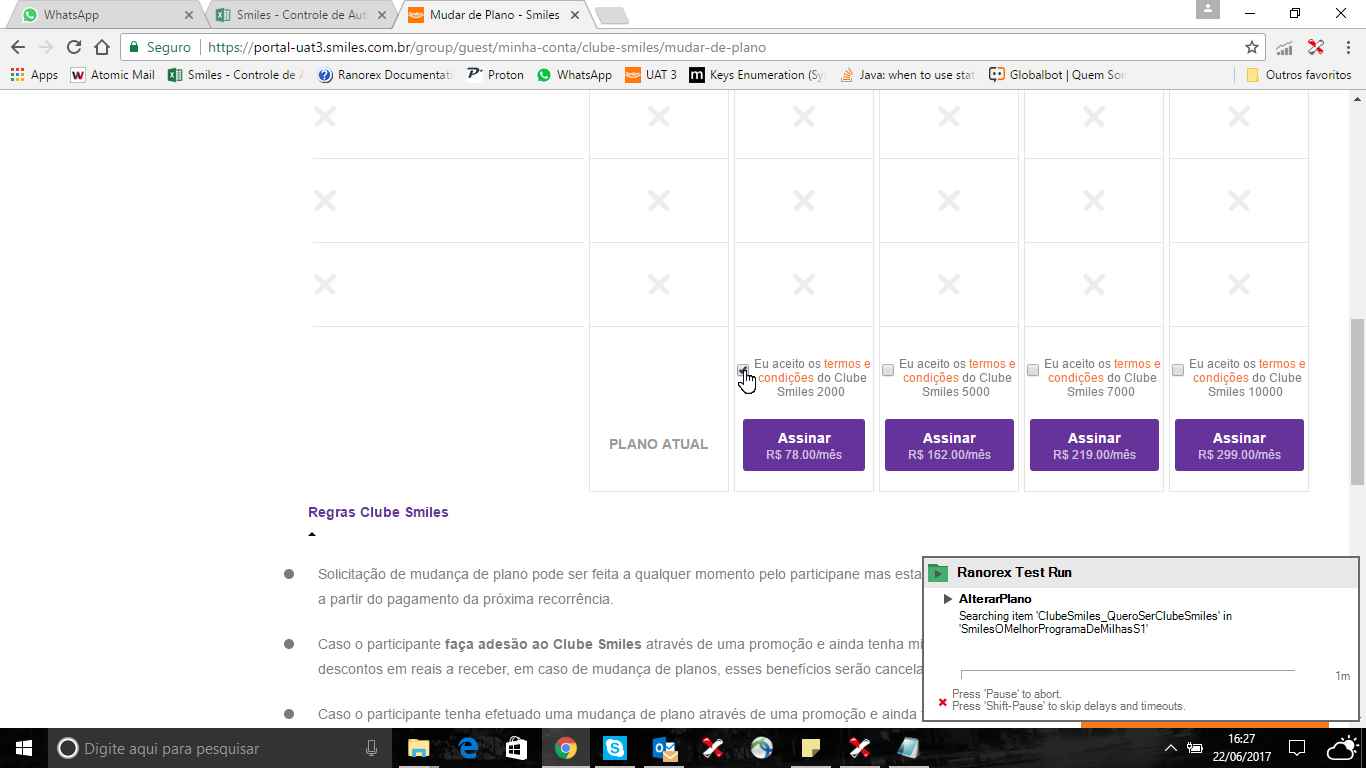 WhatsApp
Smiles - Controle de Aut
Mudar de Plano - Smiles
Seguro
https://portal-uat3.smiles.com.br/group/guest/minha-conta/clube-smiles/mudar-de-plano
Apps
Atomic Mail
Smiles - Controle de A
Ranorex Documentati
Proton
WhatsApp
UAT 3
Keys Enumeration (Sy
Java: when to use stat
Globalbot | Quem Som
Outros favoritos
Eu aceito os termos e
condições do Clube
Smiles 2000
Eu aceito os termos e
condições do Clube
Smiles 5000
Eu aceito os termos e
condições do Clube
Smiles 7000
Eu aceito os termos e
condições do Clube
Smiles 10000
PLANO ATUAL
Assinar
R$ 78.00/mês
Assinar
R$ 162.00/mês
Assinar
R$ 219.00/mês
Assinar
R$ 299.00/mês
Regras Clube Smiles
Solicitação de mudança de plano pode ser feita a qualquer momento pelo participane mas esta
a partir do pagamento da próxima recorrência.
Caso o participante faça adesão ao Clube Smiles através de uma promoção e ainda tenha mi
descontos em reais a receber, em caso de mudança de planos, esses benefícios serão cancela
Caso o participante tenha efetuado uma mudança de plano através de uma promoção e ainda
Ranorex Test Run
AlterarPlano
Searching item 'ClubeSmiles_QueroSerClubeSmiles' in
'SmilesOMelhorProgramaDeMilhasS1'
1m
Press 'Pause' to abort.
Press 'Shift-Pause' to skip delays and timeouts.
Digite aqui para pesquisar
16:27
22/06/2017